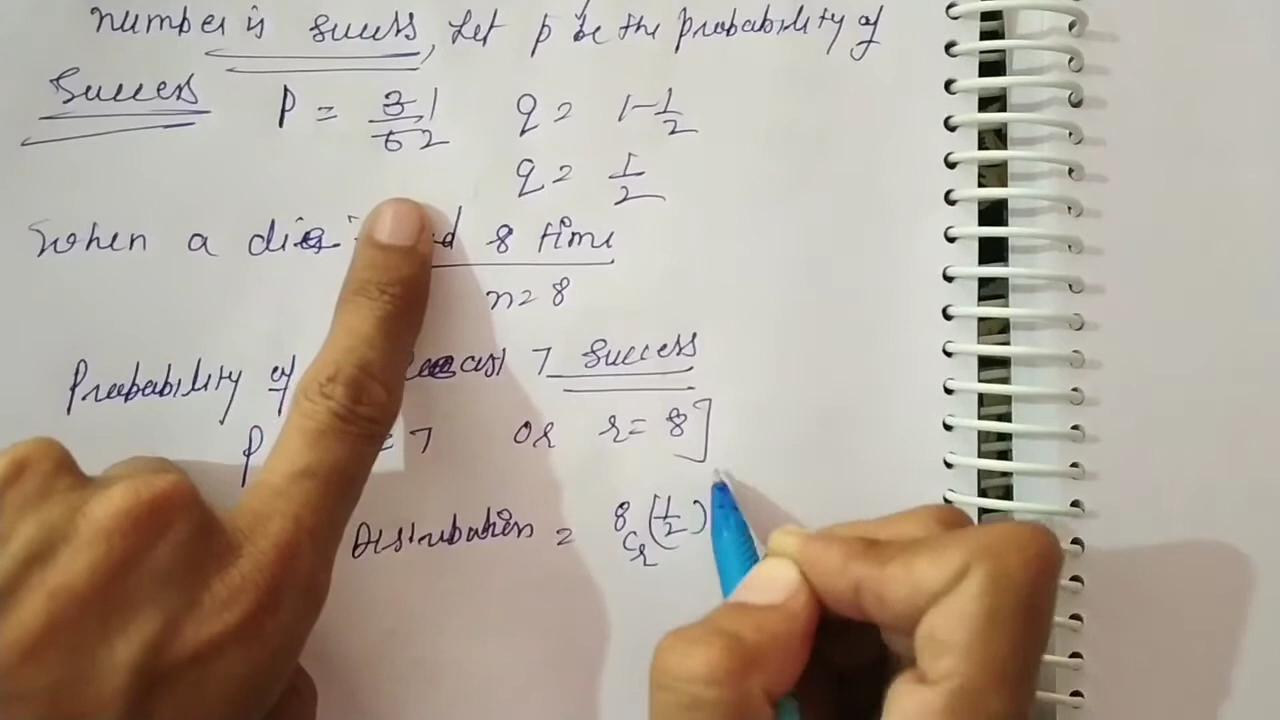 number is sucess, Let p be the probability of
Success P = 3/6 1/2 q = 1-1/2
q = 1/2
When a die 8 time
n = 8
Probability of 7 Success
P = 7 or r = 8]
Distribution = 8Cr (1/2)